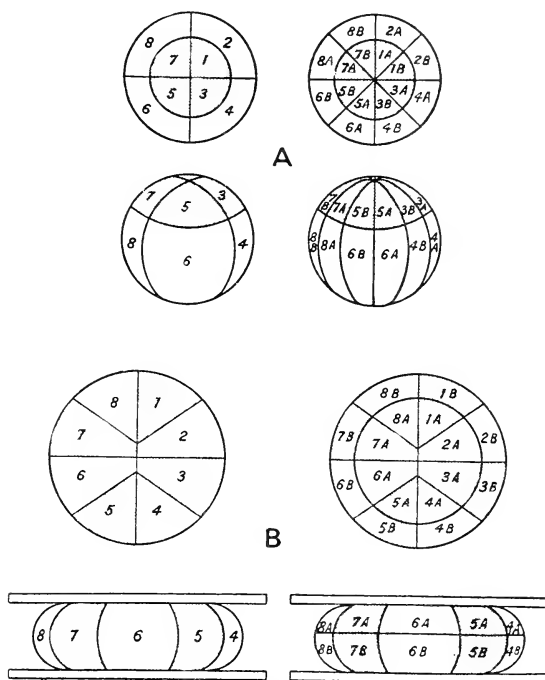 8 2
7 1
5 3
6 4
8B 2A
7B 1A
8A 7A 1B 2B
6B 5B 3A 4A
5A 3B
6A 4B
A
7 3
5
8 4
6
7B 7A 5B 5A 3B 3A
8B 8A 6B 6A 4B 4A
8 1
7 2
6 3
5 4
8B 1B
8A 1A
7B 7A 2A 2B
6B 6A 3A 3B
5A 4A
5B 4B
B
8 7 6 5 4
8A 7A 6A 5A 4A
8B 7B 6B 5B 4B